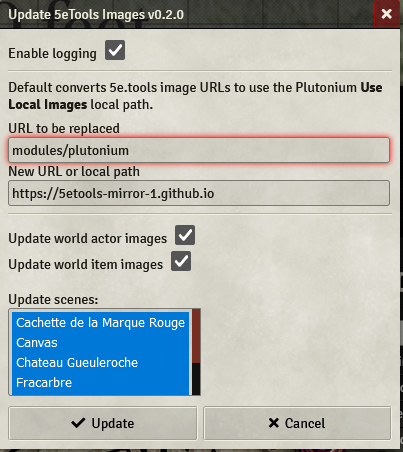 Update 5eTools Images v0.2.0
Enable logging
Default converts 5e.tools image URLs to use the Plutonium Use
Local Images local path.
URL to be replaced
modules/plutonium
New URL or local path
https://5etools-mirror-1.github.io
Update world actor images
Update world item images
Update scenes:
Cachette de la Marque Rouge
Canvas
Chateau Gueuleroche
Fracarbre
Update
Cancel